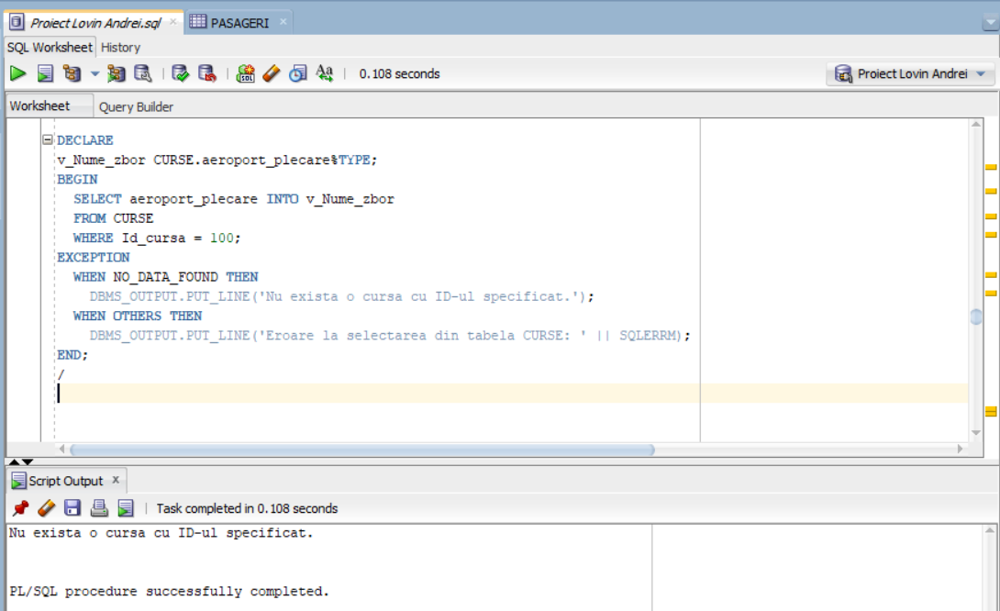 Proiect Lovin Andrei.sql × PASAGERI ×
SQL Worksheet History
0.108 seconds Proiect Lovin Andrei
Worksheet Query Builder
DECLARE
v_Nume_zbor CURSE.aeroport_plecare%TYPE;
BEGIN
SELECT aeroport_plecare INTO v_Nume_zbor
FROM CURSE
WHERE Id_cursa = 100;
EXCEPTION
WHEN NO_DATA_FOUND THEN
DBMS_OUTPUT.PUT_LINE('Nu exista o cursa cu ID-ul specificat.');
WHEN OTHERS THEN
DBMS_OUTPUT.PUT_LINE('Eroare la selectarea din tabela CURSE: ' || SQLERRM);
END;
/
Script Output ×
Task completed in 0.108 seconds
Nu exista o cursa cu ID-ul specificat.
PL/SQL procedure successfully completed.